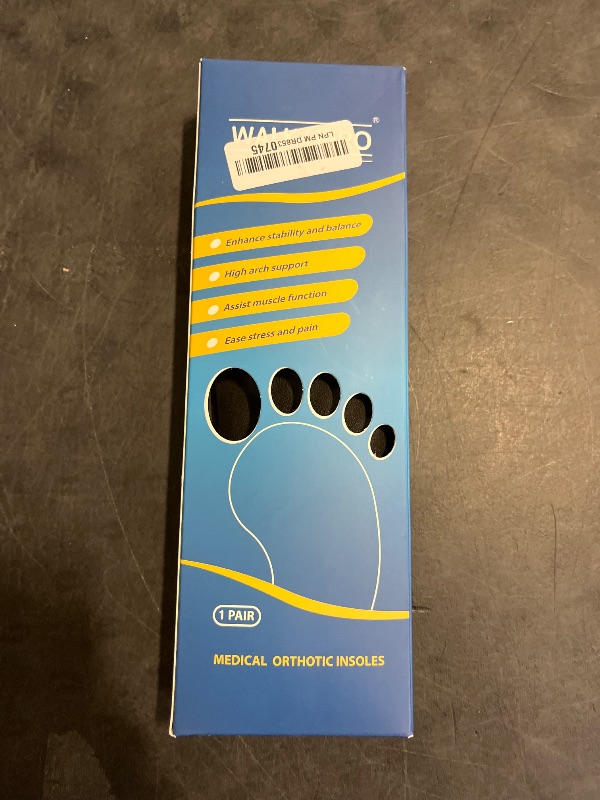 ®
LPN PM DR8630745
Enhance stability and balance
High arch support
Assist muscle function
Ease stress and pain
1 PAIR
MEDICAL ORTHOTIC INSOLES